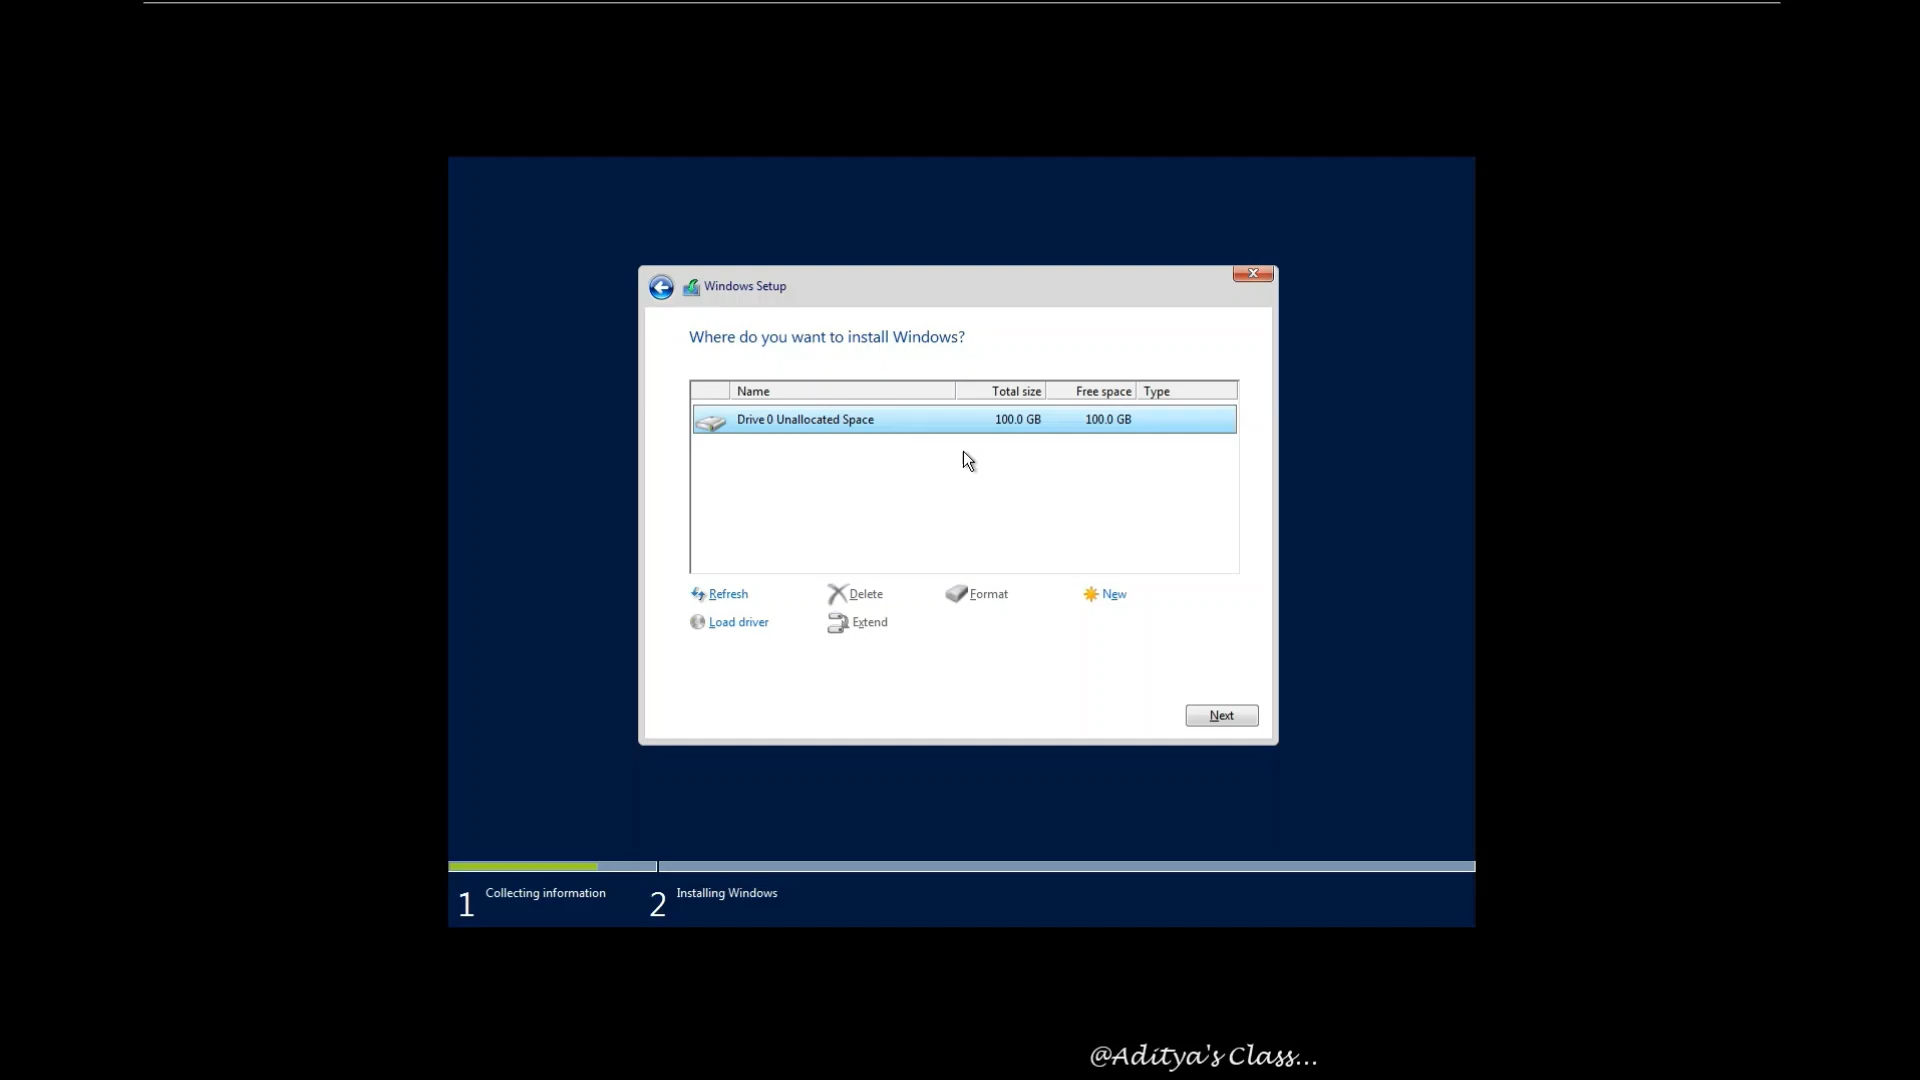 Windows Setup
Where do you want to install Windows?
Name Total size Free space Type
Drive 0 Unallocated Space 100.0 GB 100.0 GB
Refresh Delete Format New
Load driver Extend
Next
1 Collecting information 2 Installing Windows
@Aditya's Class...